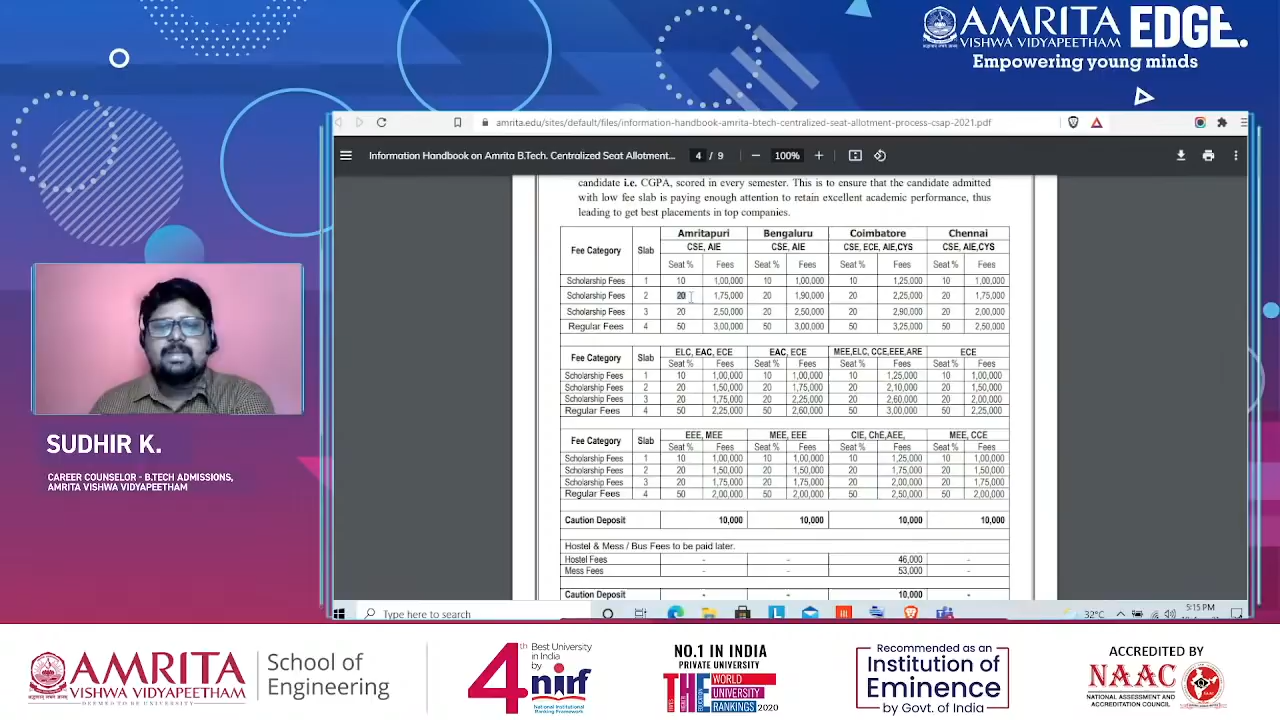 AMRITA EDGE.
VISHWA VIDYAPEETHAM
Empowering young minds
amrita.edu/sites/default/files/information-handbook-amrita-btech-centralized-seat-allotment-process-csap-2021.pdf
Information Handbook on Amrita B.Tech. Centralized Seat Allotment... 4 / 9 100%
candidate i.e. CGPA, scored in every semester. This is to ensure that the candidate admitted
with low fee slab is paying enough attention to retain excellent academic performance, thus
leading to get best placements in top companies.
Fee Category Slab Amritapuri Bengaluru Coimbatore Chennai
CSE, AIE CSE, AIE CSE, ECE, AIE,CYS CSE, AIE,CYS
Seat % Fees Seat % Fees Seat % Fees Seat % Fees
Scholarship Fees 1 10 1,00,000 10 1,00,000 10 1,25,000 10 1,00,000
Scholarship Fees 2 20 1,75,000 20 1,90,000 20 2,25,000 20 1,75,000
Scholarship Fees 3 20 2,50,000 20 2,50,000 20 2,90,000 20 2,00,000
Regular Fees 4 50 3,00,000 50 3,00,000 50 3,25,000 50 2,50,000
Fee Category Slab ELC, EAC, ECE EAC, ECE MEE,ELC, CCE,EEE,ARE ECE
Seat % Fees Seat % Fees Seat % Fees Seat % Fees
Scholarship Fees 1 10 1,00,000 10 1,00,000 10 1,25,000 10 1,00,000
Scholarship Fees 2 20 1,50,000 20 1,75,000 20 2,10,000 20 1,50,000
Scholarship Fees 3 20 1,75,000 20 2,25,000 20 2,60,000 20 2,00,000
Regular Fees 4 50 2,25,000 50 2,60,000 50 3,00,000 50 2,25,000
Fee Category Slab EEE, MEE MEE, EEE CIE, ChE,AEE, MEE, CCE
Seat % Fees Seat % Fees Seat % Fees Seat % Fees
Scholarship Fees 1 10 1,00,000 10 1,00,000 10 1,25,000 10 1,00,000
Scholarship Fees 2 20 1,50,000 20 1,50,000 20 1,75,000 20 1,50,000
Scholarship Fees 3 20 1,75,000 20 1,75,000 20 2,00,000 20 1,75,000
Regular Fees 4 50 2,00,000 50 2,00,000 50 2,50,000 50 2,00,000
Caution Deposit 10,000 10,000 10,000 10,000
Hostel & Mess / Bus Fees to be paid later.
Hostel Fees - - 46,000 -
Mess Fees - - 53,000 -
Caution Deposit - - 10,000 -
Type here to search 32°C 5:15 PM
SUDHIR K.
CAREER COUNSELOR - B.TECH ADMISSIONS,
AMRITA VISHWA VIDYAPEETHAM
AMRITA
VISHWA VIDYAPEETHAM
DEEMED TO BE UNIVERSITY
School of
Engineering
4th Best University
in India
by
nirf
National Institutional
Ranking Framework
NO.1 IN INDIA
PRIVATE UNIVERSITY
THE WORLD
UNIVERSITY
RANKINGS 2020
Recommended as an
Institution of
Eminence
by Govt. of India
ACCREDITED BY
NAAC
NATIONAL ASSESSMENT AND
ACCREDITATION COUNCIL